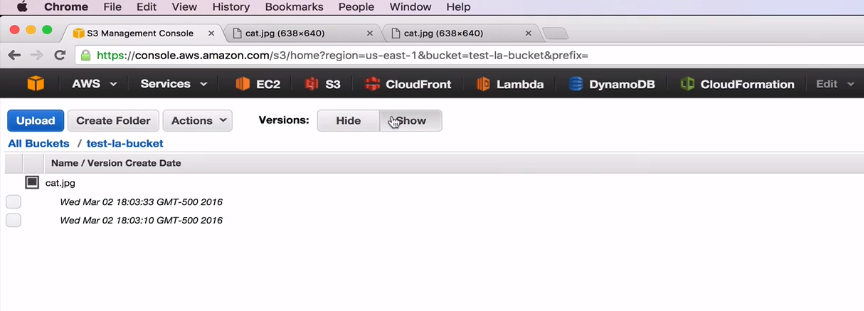 Chrome File Edit View History Bookmarks People Window Help
S3 Management Console × cat.jpg (638×640) × cat.jpg (638×640) ×
https://console.aws.amazon.com/s3/home?region=us-east-1&bucket=test-la-bucket&prefix=
AWS Services EC2 S3 CloudFront Lambda DynamoDB CloudFormation Edit
Upload Create Folder Actions Versions: Hide Show
All Buckets / test-la-bucket
Name / Version Create Date
cat.jpg
Wed Mar 02 18:03:33 GMT-500 2016
Wed Mar 02 18:03:10 GMT-500 2016